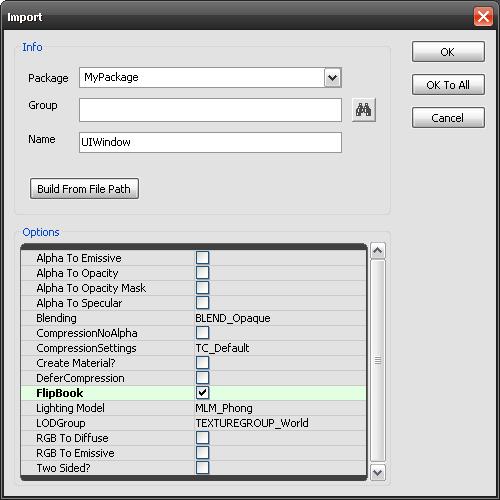 Import
Info
Package MyPackage
Group
Name UIWindow
Build From File Path
OK
OK To All
Cancel
Options
Alpha To Emissive
Alpha To Opacity
Alpha To Opacity Mask
Alpha To Specular
Blending BLEND_Opaque
CompressionNoAlpha
CompressionSettings TC_Default
Create Material?
DeferCompression
FlipBook
Lighting Model MLM_Phong
LODGroup TEXTUREGROUP_World
RGB To Diffuse
RGB To Emissive
Two Sided?